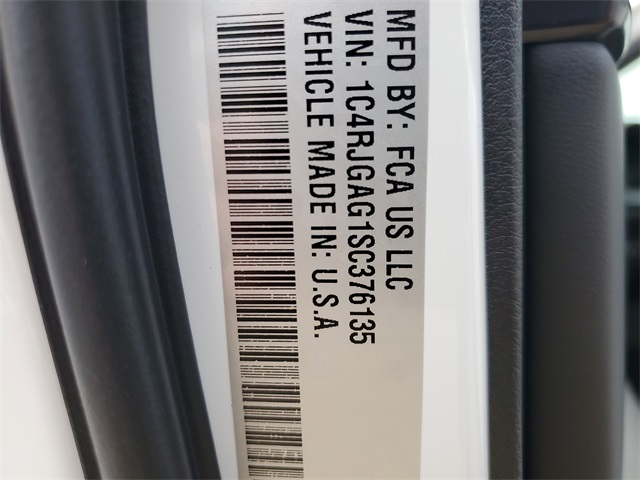 MFD BY: FCA US LLC
VIN: 1C4RJGAG1SC376135
VEHICLE MADE IN: U.S.A.